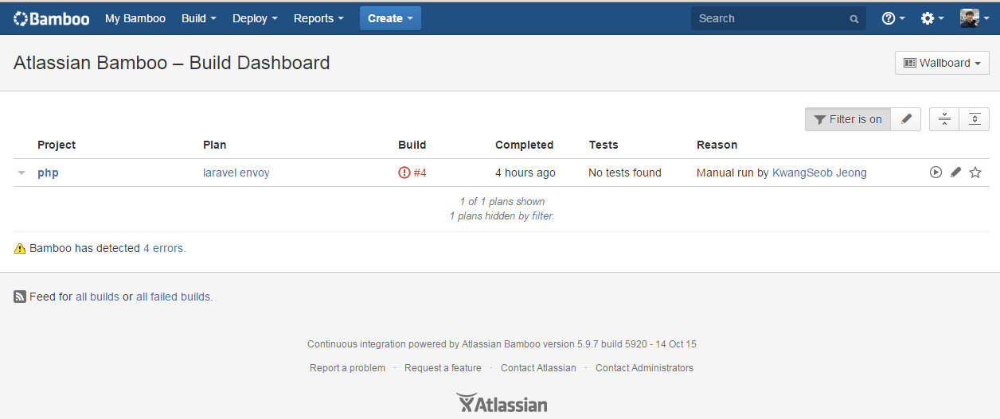 Bamboo My Bamboo Build Deploy Reports Create Search
Atlassian Bamboo – Build Dashboard
Wallboard
Filter is on
Project Plan Build Completed Tests Reason
php laravel envoy #4 4 hours ago No tests found Manual run by KwangSeob Jeong
1 of 1 plans shown
1 plans hidden by filter.
Bamboo has detected 4 errors.
Feed for all builds or all failed builds.
Continuous integration powered by Atlassian Bamboo version 5.9.7 build 5920 - 14 Oct 15
Report a problem · Request a feature · Contact Atlassian · Contact Administrators
Atlassian